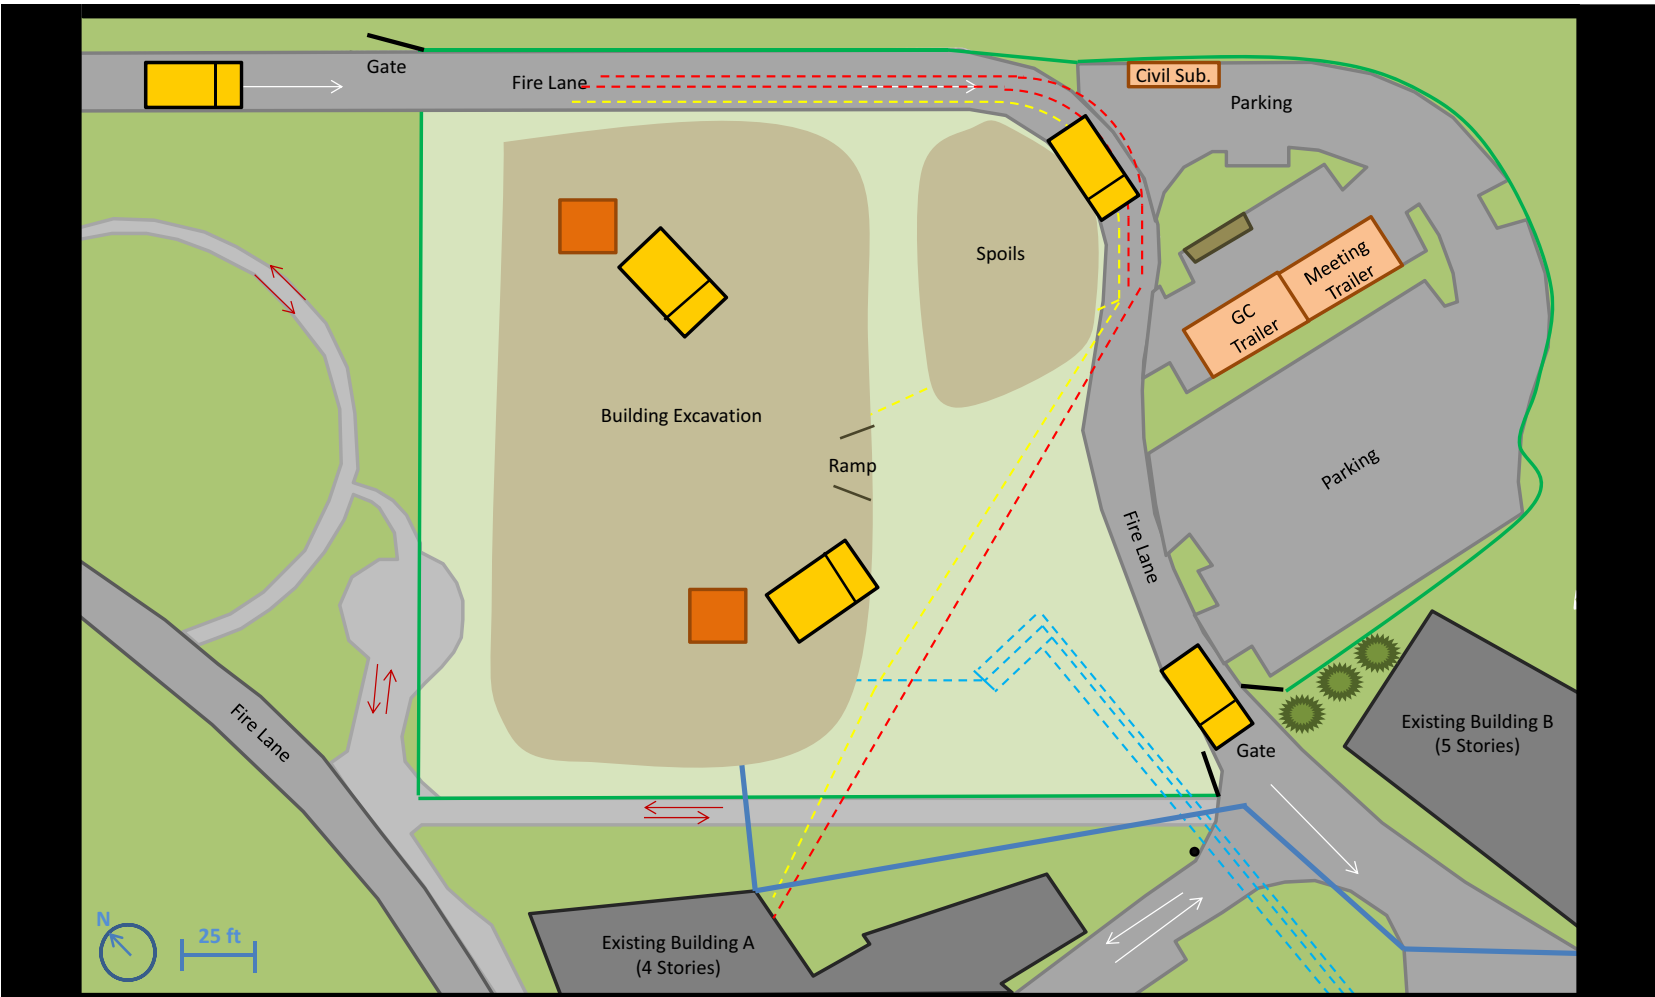 Gate
Fire Lane
Civil Sub.
Parking
Spoils
Meeting
Trailer
GC
Trailer
Building Excavation
Ramp
Parking
Fire Lane
Fire Lane
Gate
Existing Building B
(5 Stories)
N
25 ft
Existing Building A
(4 Stories)